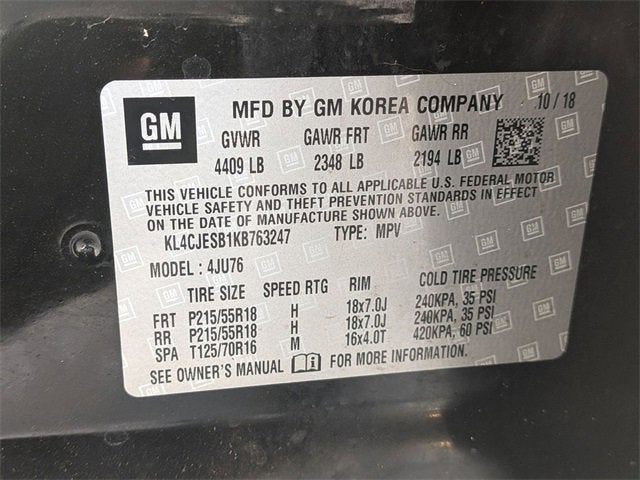 GM MFD BY GM KOREA COMPANY 10/18
GVWR GAWR FRT GAWR RR
4409 LB 2348 LB 2194 LB
THIS VEHICLE CONFORMS TO ALL APPLICABLE U.S. FEDERAL MOTOR
VEHICLE SAFETY AND THEFT PREVENTION STANDARDS IN EFFECT
ON THE DATE OF MANUFACTURE SHOWN ABOVE.
KL4CJESB1KB763247 TYPE: MPV
MODEL : 4JU76
TIRE SIZE SPEED RTG RIM COLD TIRE PRESSURE
FRT P215/55R18 H 18x7.0J 240KPA, 35 PSI
RR P215/55R18 H 18x7.0J 240KPA, 35 PSI
SPA T125/70R16 M 16x4.0T 420KPA, 60 PSI
SEE OWNER'S MANUAL FOR MORE INFORMATION.